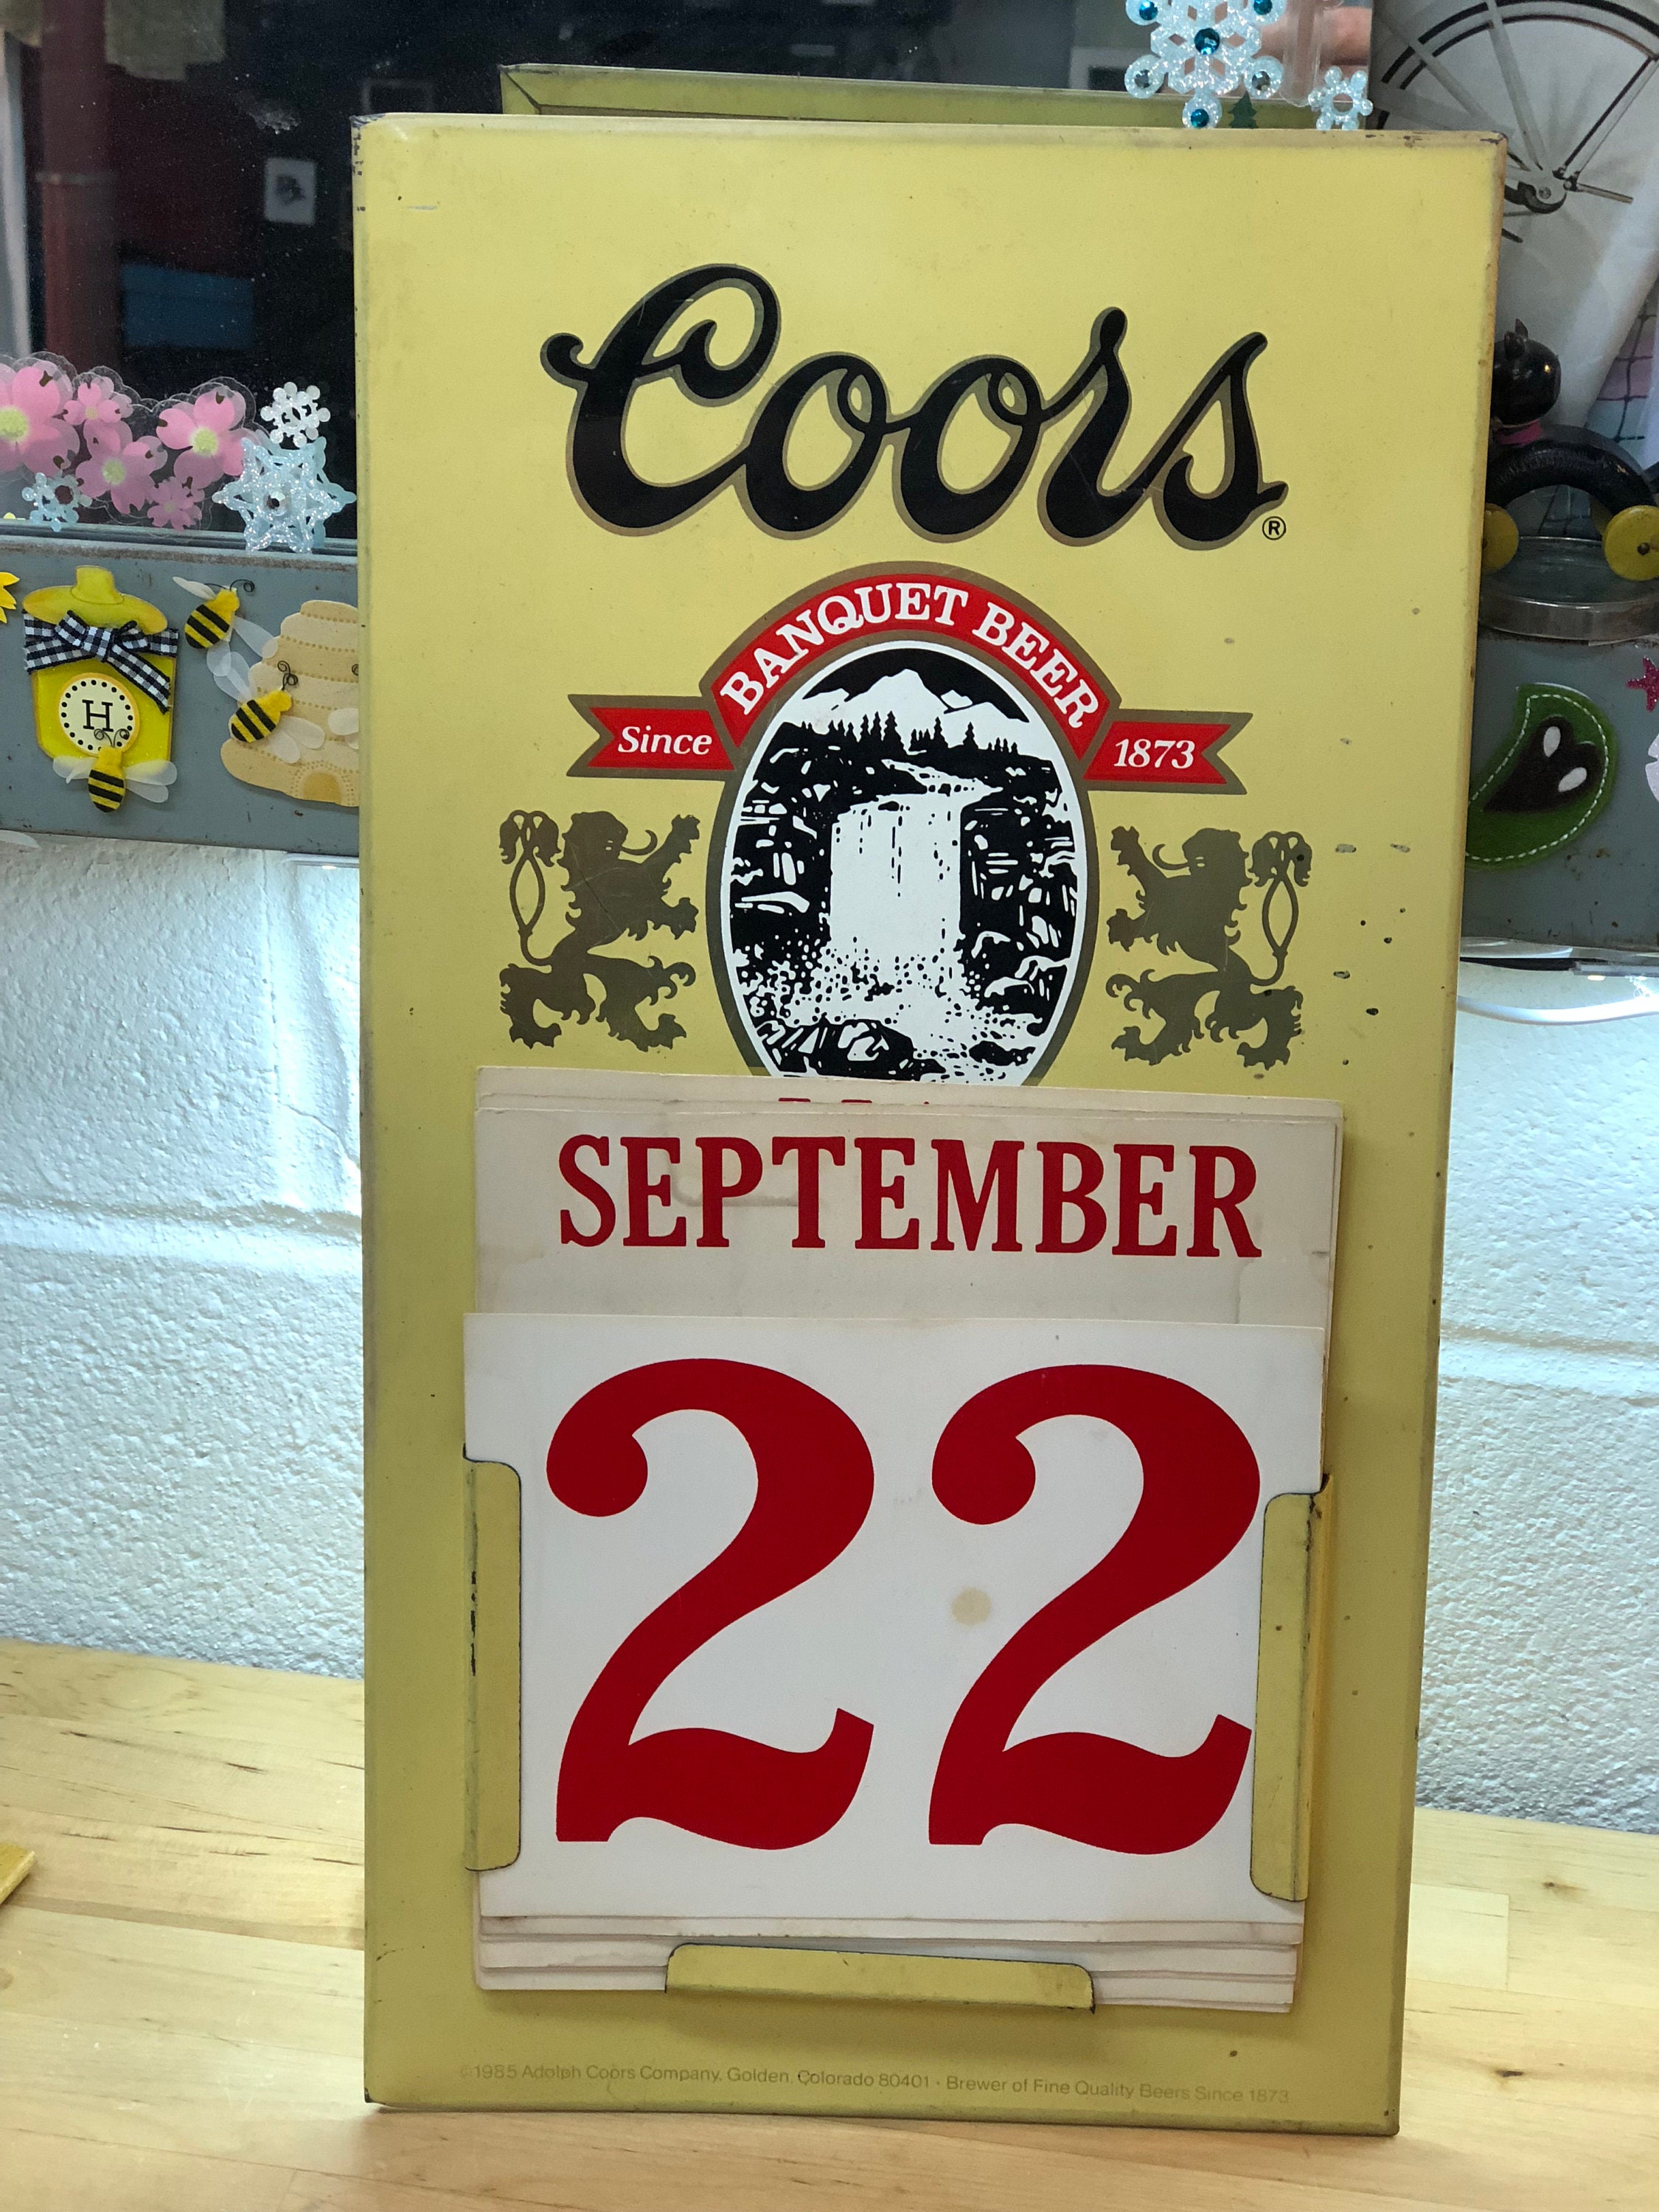 Coors®
BANQUET BEER
Since 1873
SEPTEMBER
22
©1985 Adolph Coors Company, Golden, Colorado 80401 · Brewer of Fine Quality Beers Since 1873
H